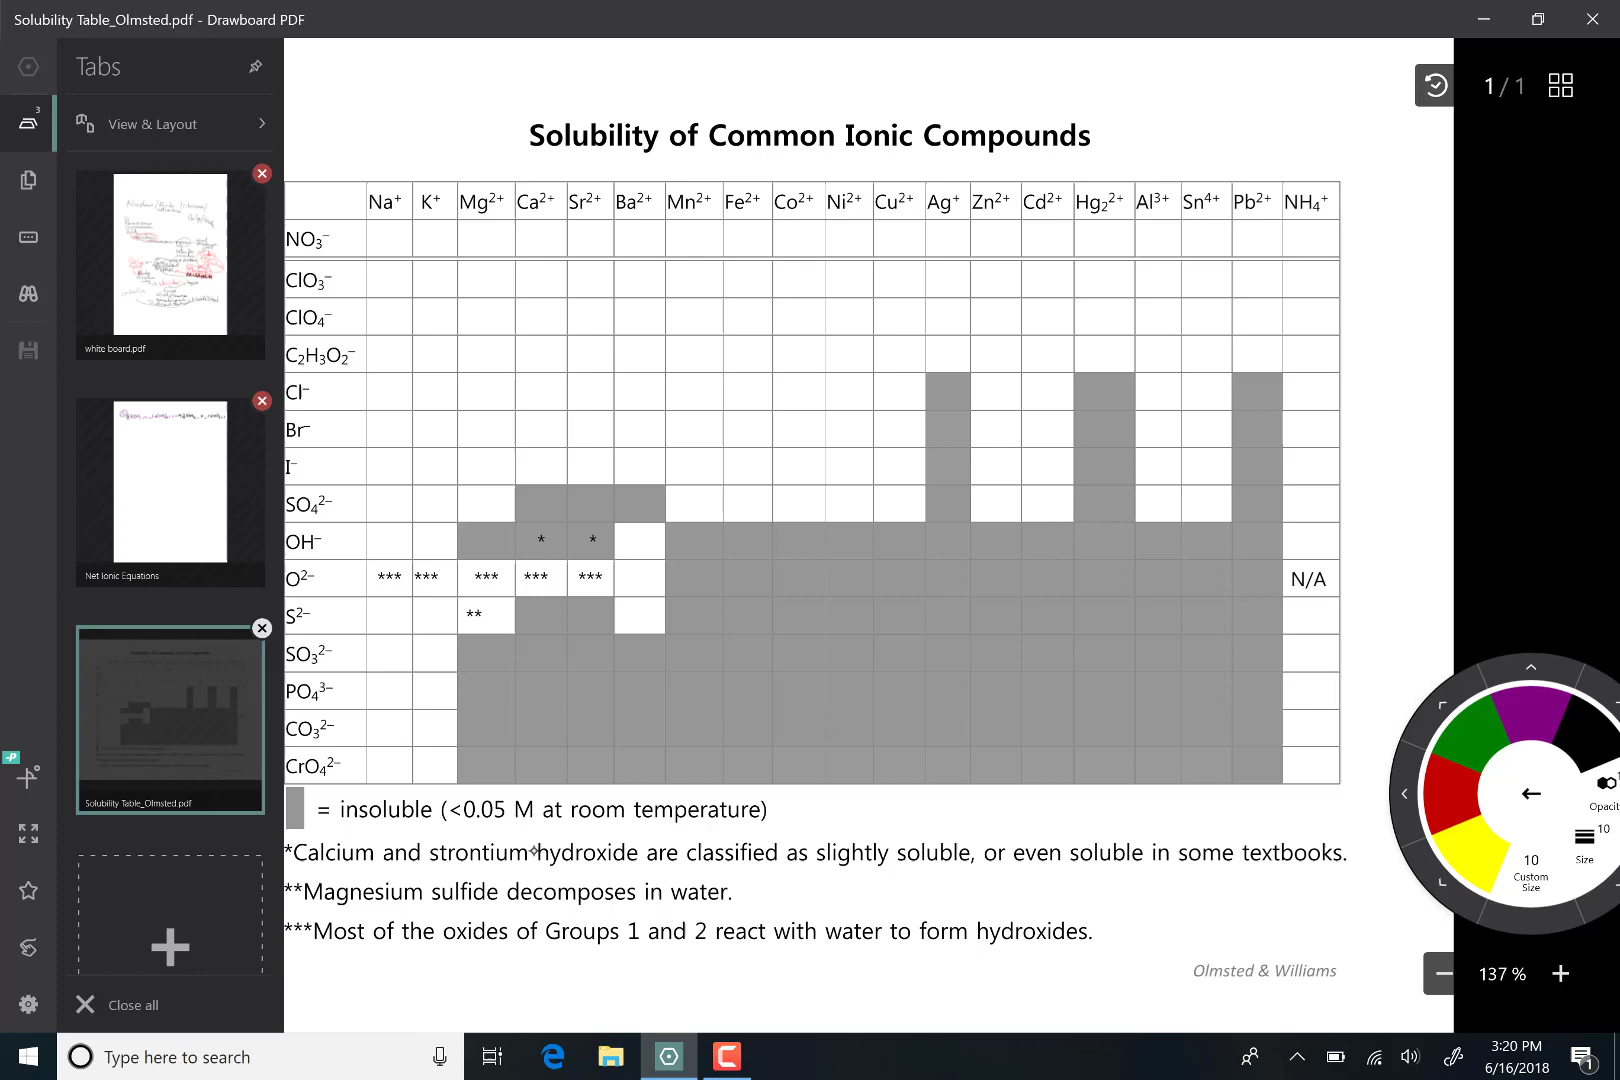 Solubility Table_Olmsted.pdf - Drawboard PDF
Tabs
3
View & Layout
white board.pdf
Net Ionic Equations
Solubility Table_Olmsted.pdf
Close all
1 / 1
Solubility of Common Ionic Compounds
Na⁺ K⁺ Mg²⁺ Ca²⁺ Sr²⁺ Ba²⁺ Mn²⁺ Fe²⁺ Co²⁺ Ni²⁺ Cu²⁺ Ag⁺ Zn²⁺ Cd²⁺ Hg₂²⁺ Al³⁺ Sn⁴⁺ Pb²⁺ NH₄⁺
NO₃⁻
ClO₃⁻
ClO₄⁻
C₂H₃O₂⁻
Cl⁻
Br⁻
I⁻
SO₄²⁻
OH⁻ * *
O²⁻ *** *** *** *** *** N/A
S²⁻ **
SO₃²⁻
PO₄³⁻
CO₃²⁻
CrO₄²⁻
= insoluble (<0.05 M at room temperature)
*Calcium and strontium hydroxide are classified as slightly soluble, or even soluble in some textbooks.
**Magnesium sulfide decomposes in water.
***Most of the oxides of Groups 1 and 2 react with water to form hydroxides.
Olmsted & Williams
10
Size
10
Custom
Size
137 %
Type here to search
3:20 PM
6/16/2018
1